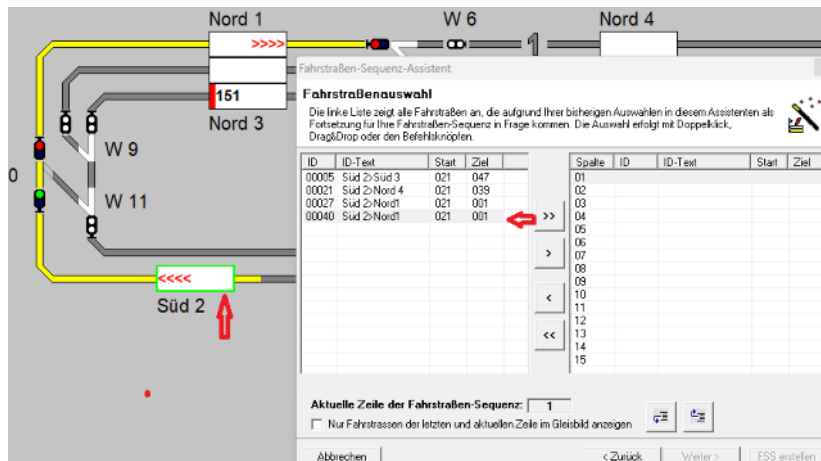 Nord 1
W 6
Nord 4
>>>>
1
151
Nord 3
W 9
0
W 11
<<<<
Süd 2
Fahrstraßen-Sequenz-Assistent
Fahrstraßenauswahl
Die linke Liste zeigt alle Fahrstraßen an, die aufgrund Ihrer bisherigen Auswahlen in diesem Assistenten als
Fortsetzung für Ihre Fahrstraßen-Sequenz in Frage kommen. Die Auswahl erfolgt mit Doppelklick,
Drag&Drop oder den Befehlsknöpfen.
ID ID-Text Start Ziel
00005 Süd 2>Süd 3 021 047
00021 Süd 2>Nord 4 021 039
00027 Süd 2>Nord1 021 001
00040 Süd 2>Nord1 021 001
>>
>
<
<<
Spalte ID ID-Text Start Ziel
01
02
03
04
05
06
07
08
09
10
11
12
13
14
15
Aktuelle Zeile der Fahrstraßen-Sequenz: 1
Nur Fahrstrassen der letzten und aktuellen Zeile im Gleisbild anzeigen
Abbrechen
< Zurück
Weiter >
FSS erstellen